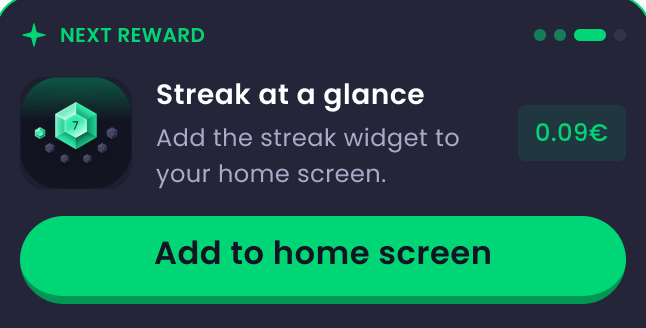 NEXT REWARD
Streak at a glance
Add the streak widget to
your home screen.
7
0.09€
Add to home screen